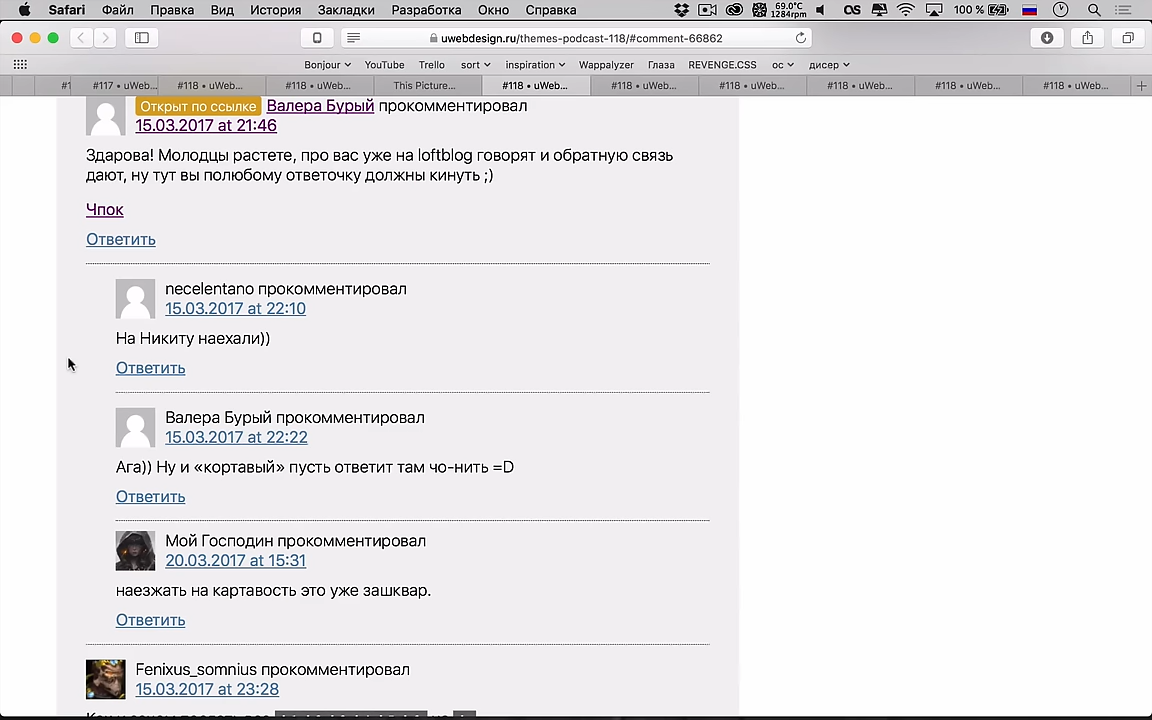 Safari Файл Правка Вид История Закладки Разработка Окно Справка 69.0°C 1284rpm 100 %
uwebdesign.ru/themes-podcast-118/#comment-66862
Bonjour YouTube Trello sort inspiration Wappalyzer Глаза REVENGE.CSS ос дисер
#1 #117 • uWeb... #118 • uWeb... #118 • uWeb... This Picture... #118 • uWeb... #118 • uWeb... #118 • uWeb... #118 • uWeb... #118 • uWeb... #118 • uWeb...
Открыт по ссылке Валера Бурый прокомментировал
15.03.2017 at 21:46
Здарова! Молодцы растете, про вас уже на loftblog говорят и обратную связь
дают, ну тут вы полюбому ответочку должны кинуть ;)
Чпок
Ответить
necelentano прокомментировал
15.03.2017 at 22:10
На Никиту наехали))
Ответить
Валера Бурый прокомментировал
15.03.2017 at 22:22
Ага)) Ну и «кортавый» пусть ответит там чо-нить =D
Ответить
Мой Господин прокомментировал
20.03.2017 at 15:31
наезжать на картавость это уже зашквар.
Ответить
Fenixus_somnius прокомментировал
15.03.2017 at 23:28